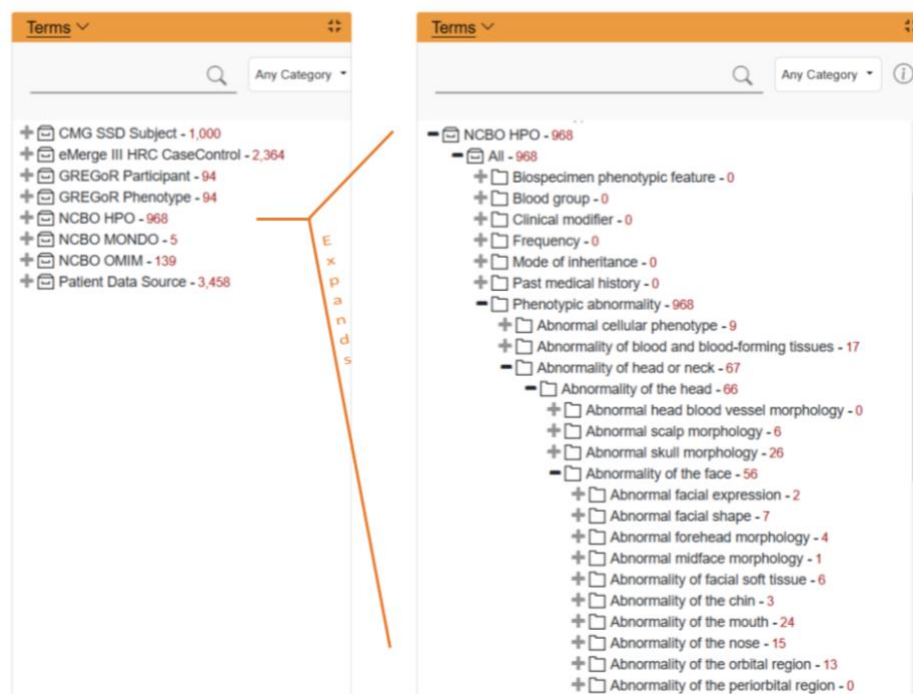 Terms
Any Category
CMG SSD Subject - 1,000
eMerge III HRC CaseControl - 2,364
GREGoR Participant - 94
GREGoR Phenotype - 94
NCBO HPO - 968
NCBO MONDO - 5
NCBO OMIM - 139
Patient Data Source - 3,458
Expands
Terms
Any Category
NCBO HPO - 968
All - 968
Biospecimen phenotypic feature - 0
Blood group - 0
Clinical modifier - 0
Frequency - 0
Mode of inheritance - 0
Past medical history - 0
Phenotypic abnormality - 968
Abnormal cellular phenotype - 9
Abnormality of blood and blood-forming tissues - 17
Abnormality of head or neck - 67
Abnormality of the head - 66
Abnormal head blood vessel morphology - 0
Abnormal scalp morphology - 6
Abnormal skull morphology - 26
Abnormality of the face - 56
Abnormal facial expression - 2
Abnormal facial shape - 7
Abnormal forehead morphology - 4
Abnormal midface morphology - 1
Abnormality of facial soft tissue - 6
Abnormality of the chin - 3
Abnormality of the mouth - 24
Abnormality of the nose - 15
Abnormality of the orbital region - 13
Abnormality of the periorbital region - 0